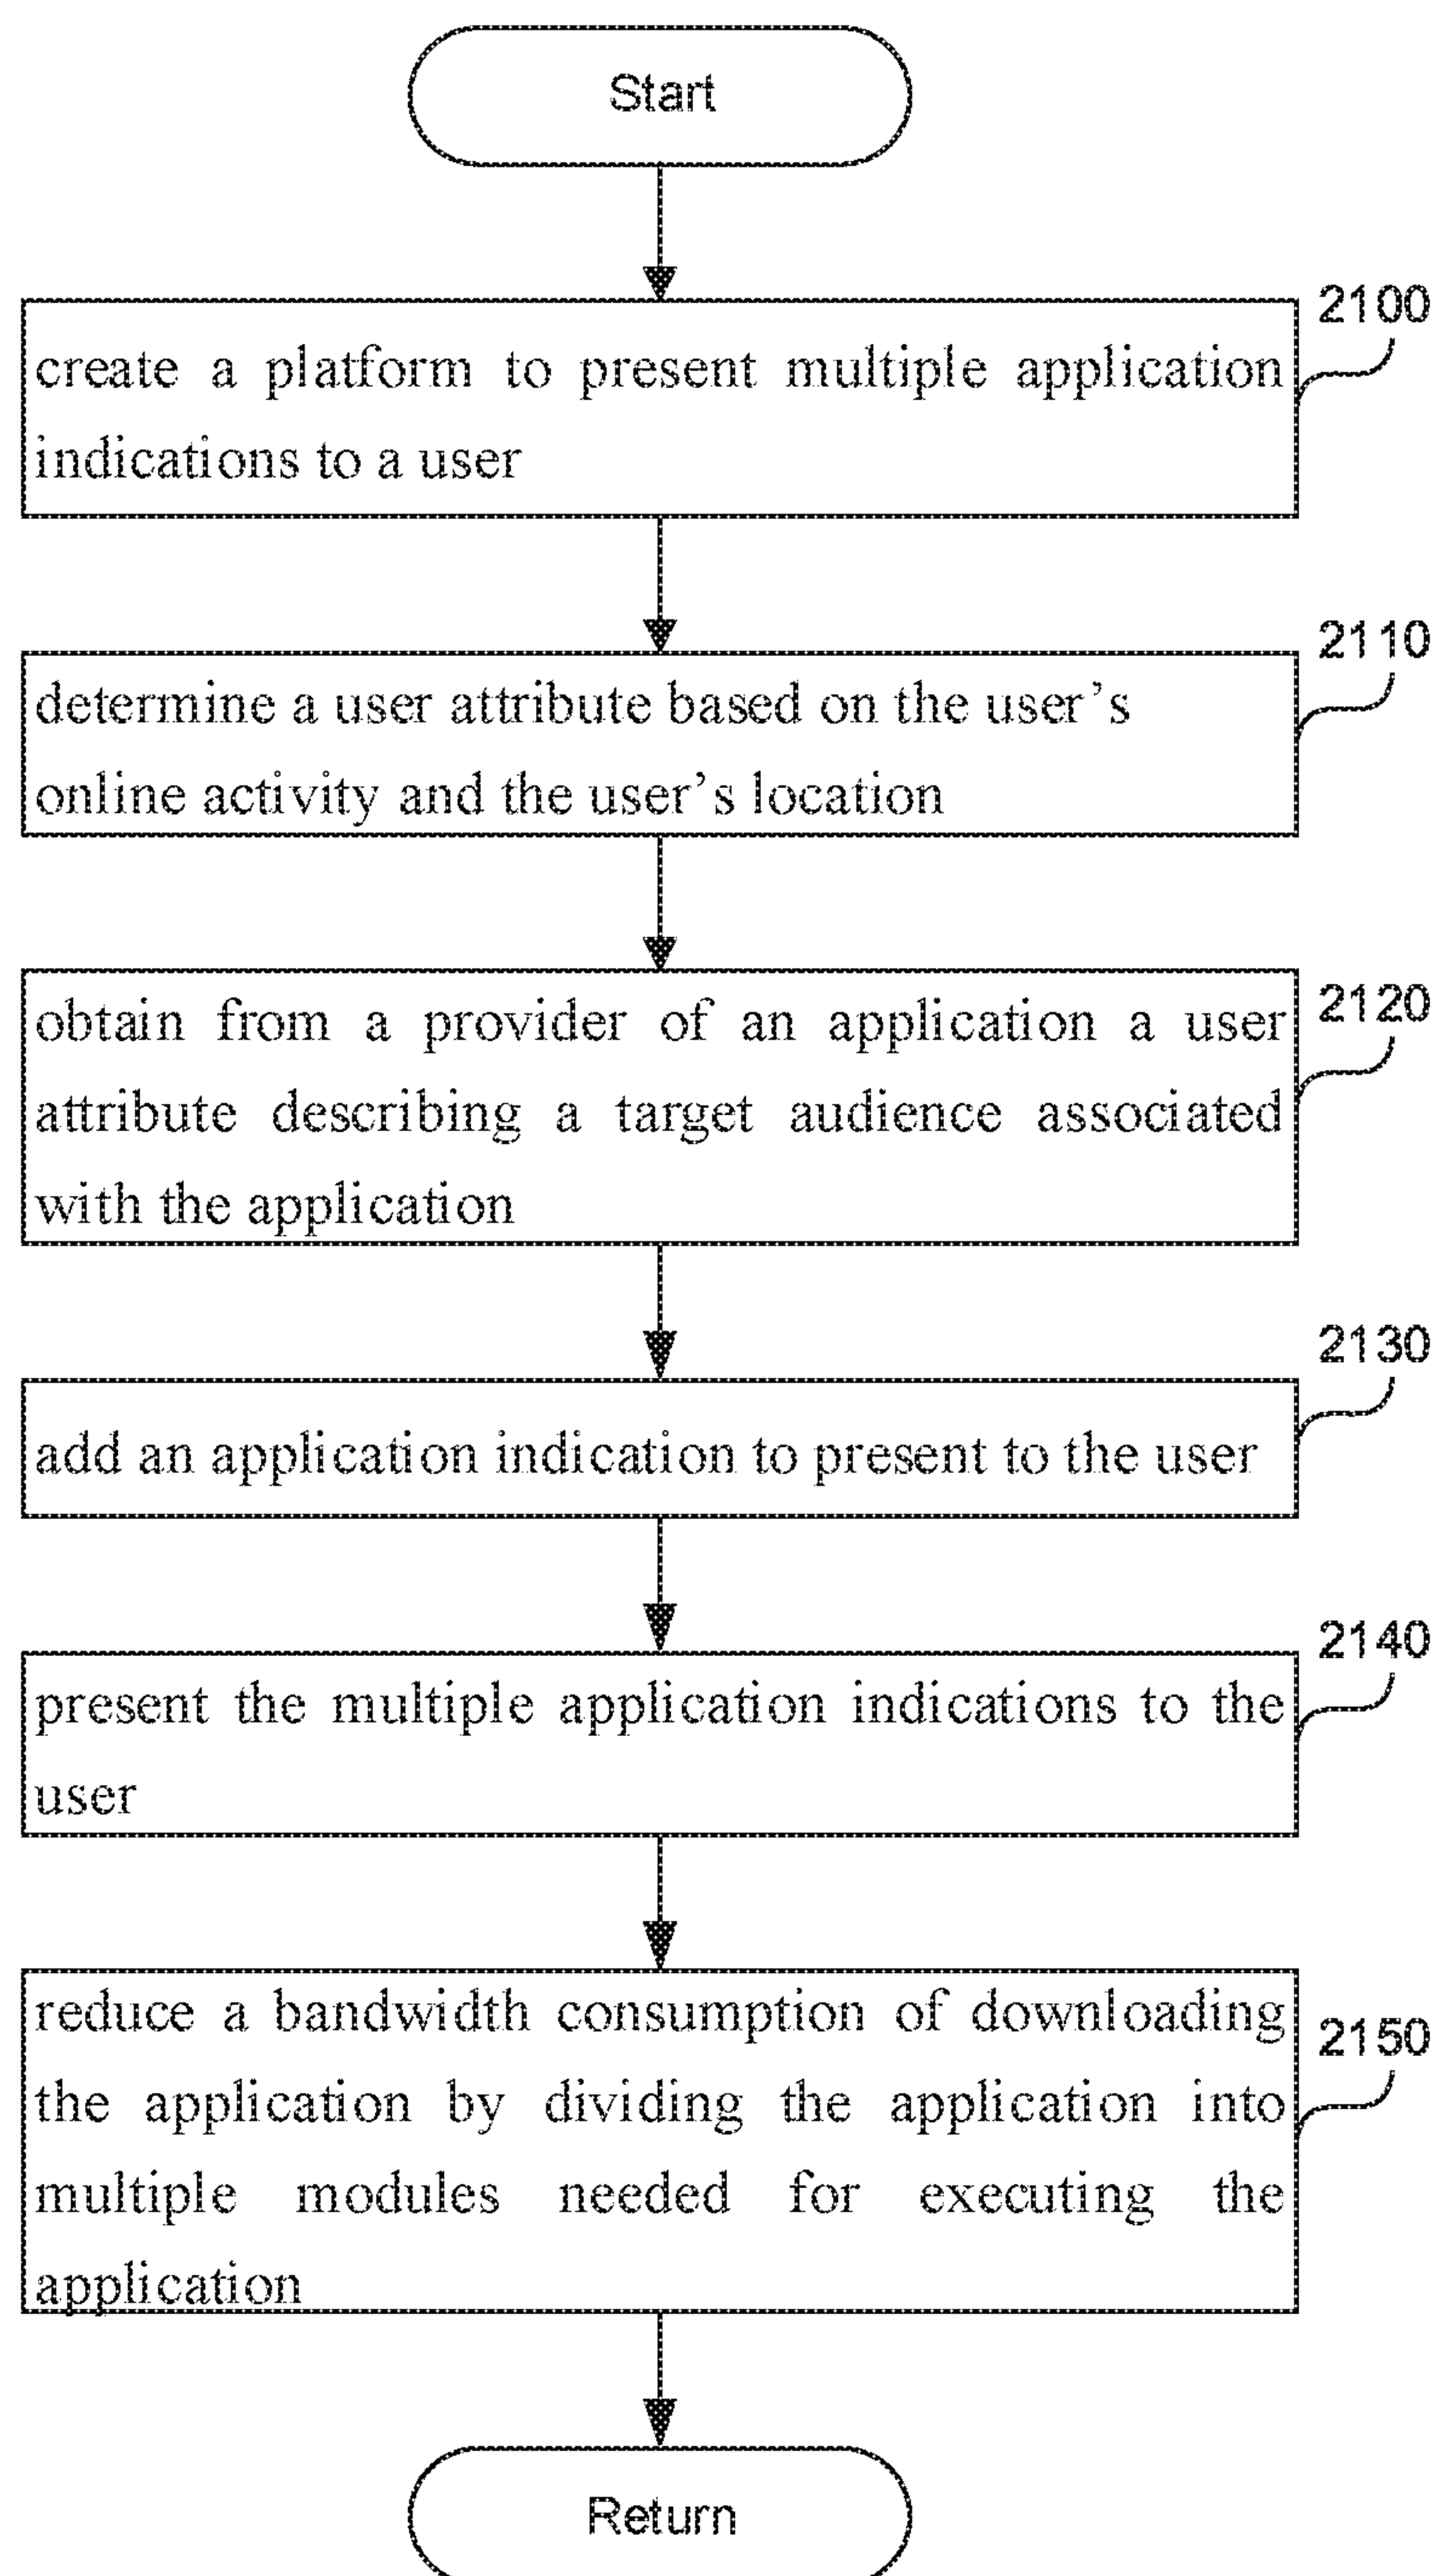 Start
2100
create a platform to present multiple application
indications to a user
2110
determine a user attribute based on the user’s
online activity and the user’s location
2120
obtain from a provider of an application a user
attribute describing a target audience associated
with the application
2130
add an application indication to present to the user
2140
present the multiple application indications to the
user
2150
reduce a bandwidth consumption of downloading
the application by dividing the application into
multiple modules needed for executing the
application
Return